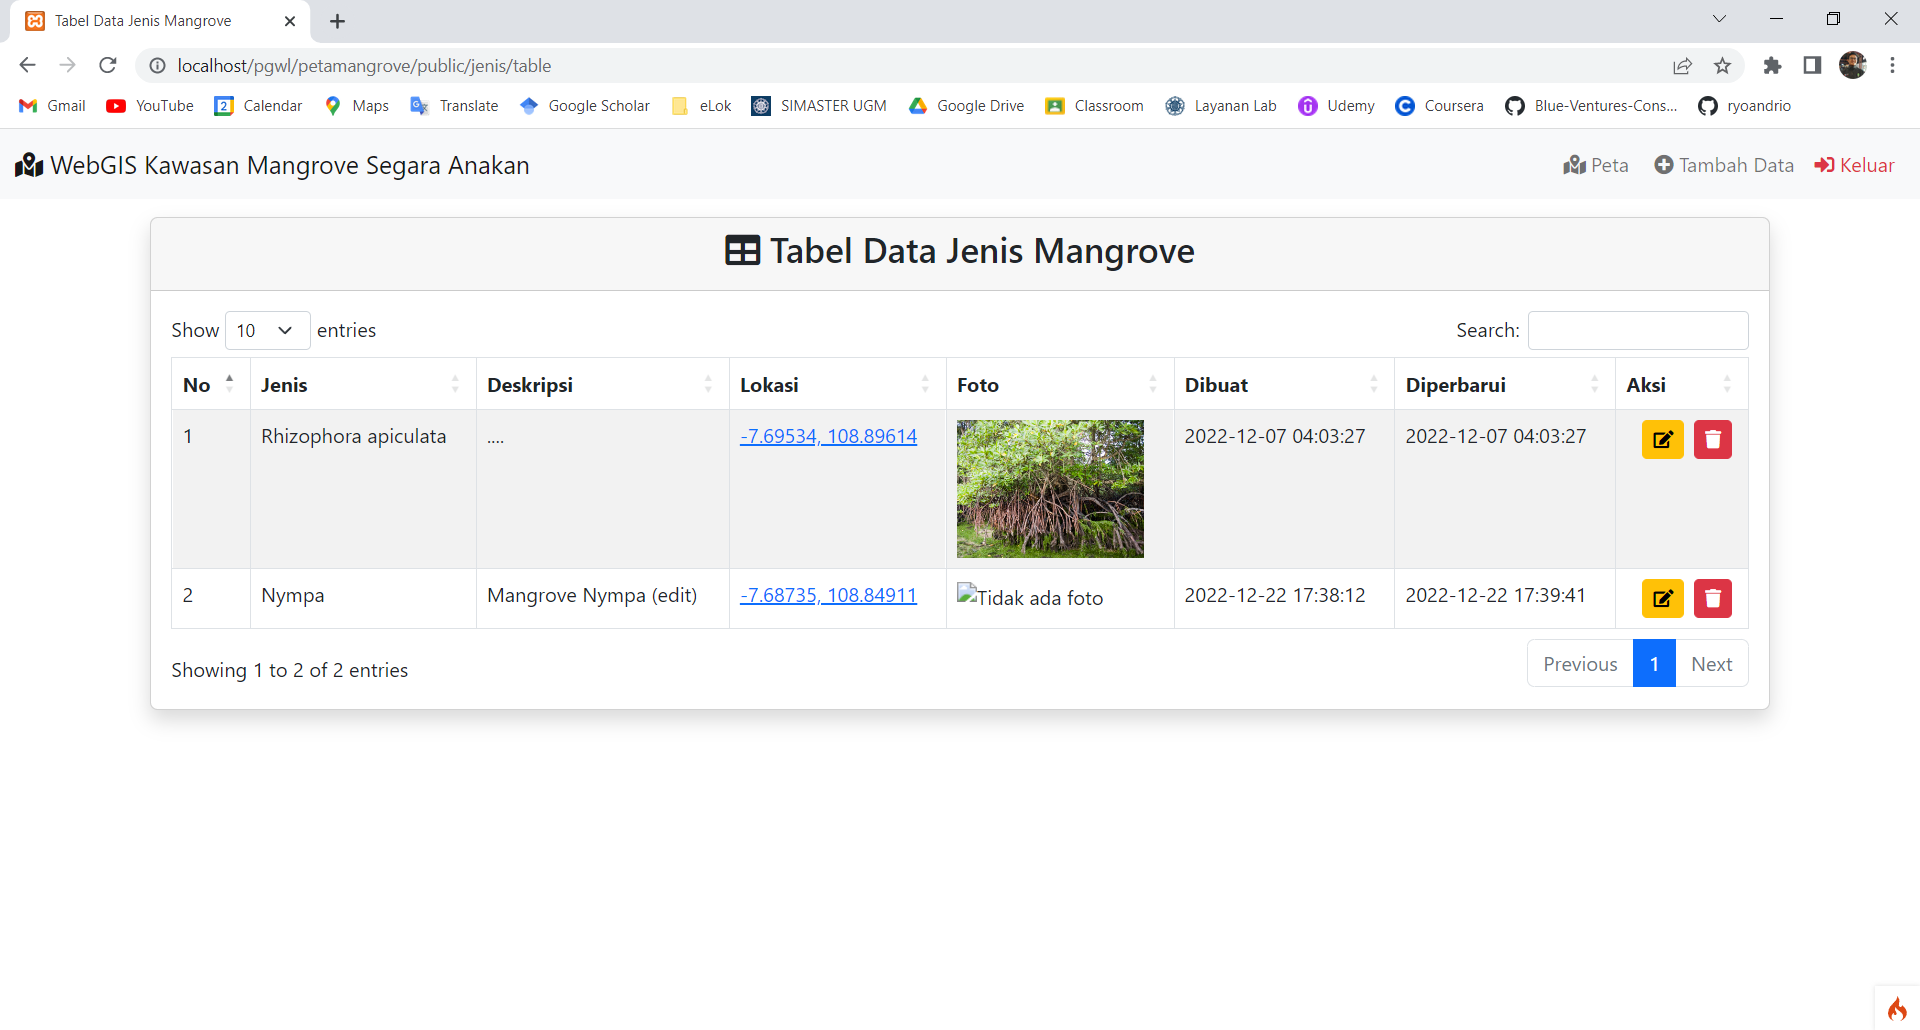 Tabel Data Jenis Mangrove
localhost/pgwl/petamangrove/public/jenis/table
Gmail YouTube Calendar Maps Translate Google Scholar eLok SIMASTER UGM Google Drive Classroom Layanan Lab Udemy Coursera Blue-Ventures-Cons... ryoandrio
WebGIS Kawasan Mangrove Segara Anakan Peta Tambah Data Keluar
Tabel Data Jenis Mangrove
Show 10 entries Search:
No Jenis Deskripsi Lokasi Foto Dibuat Diperbarui Aksi
1 Rhizophora apiculata .... -7.69534, 108.89614 2022-12-07 04:03:27 2022-12-07 04:03:27
2 Nympa Mangrove Nympa (edit) -7.68735, 108.84911 Tidak ada foto 2022-12-22 17:38:12 2022-12-22 17:39:41
Showing 1 to 2 of 2 entries Previous 1 Next